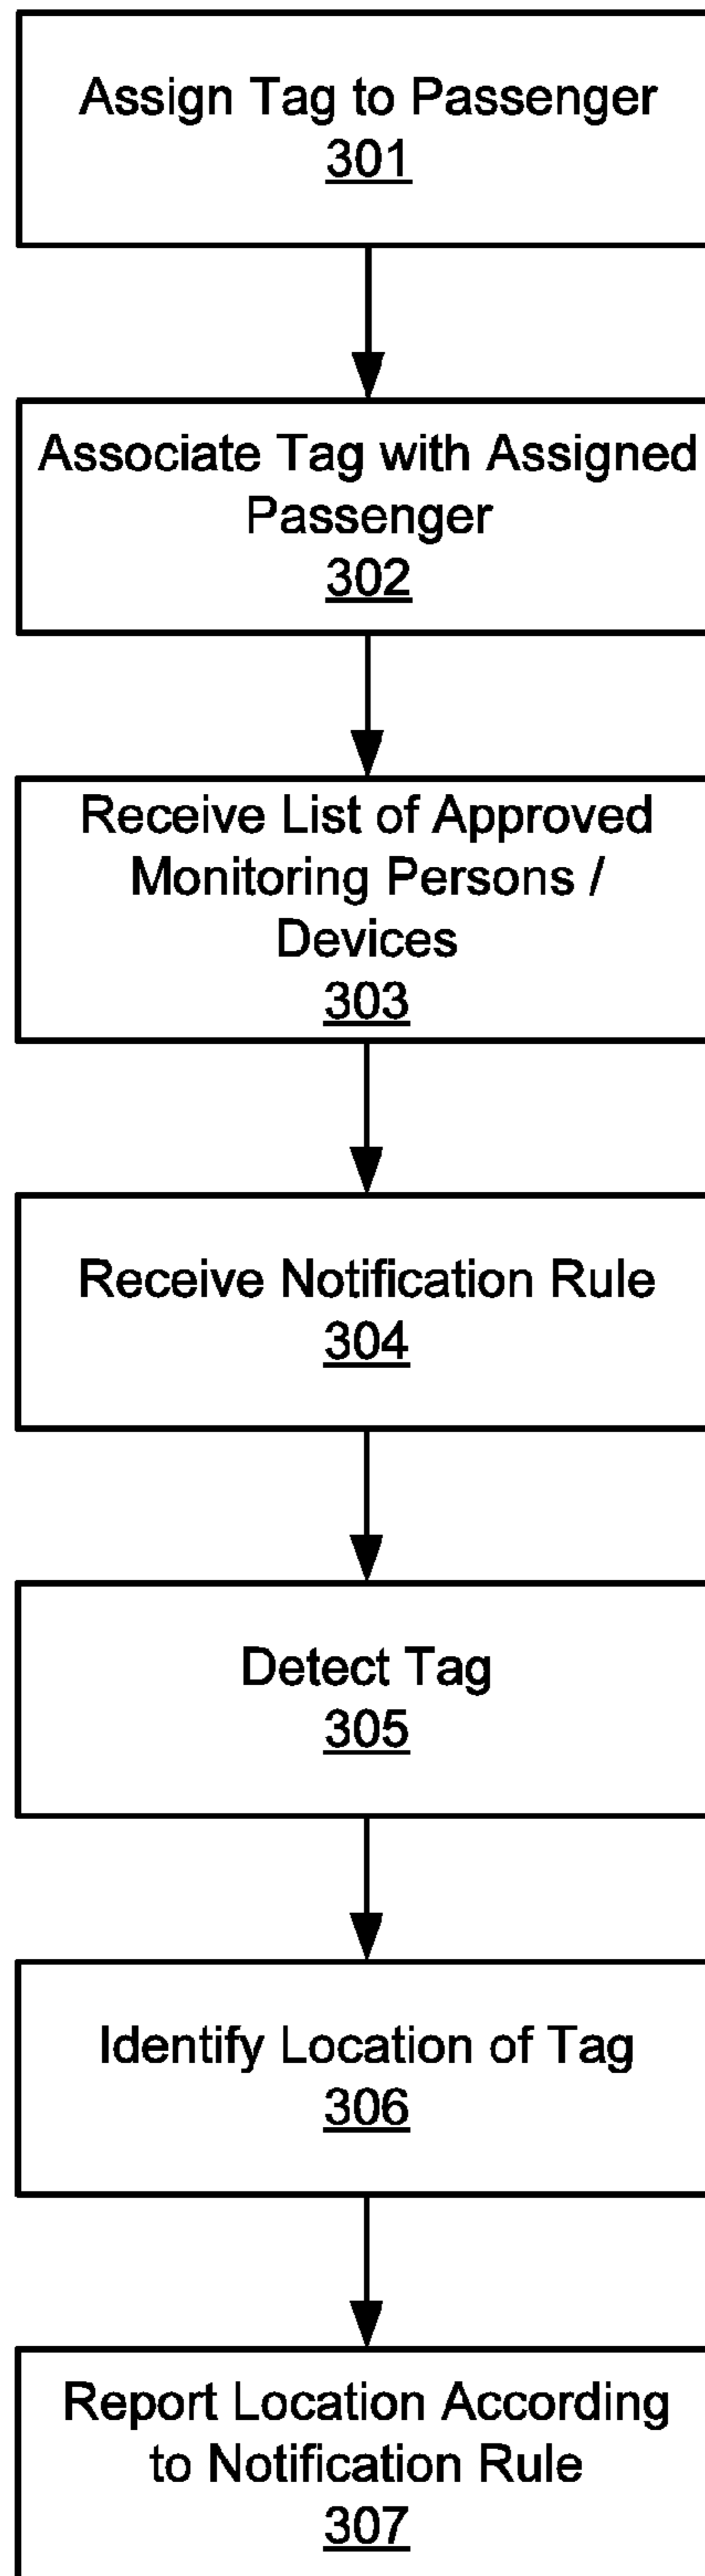 Assign Tag to Passenger
301
Associate Tag with Assigned
Passenger
302
Receive List of Approved
Monitoring Persons /
Devices
303
Receive Notification Rule
304
Detect Tag
305
Identify Location of Tag
306
Report Location According
to Notification Rule
307